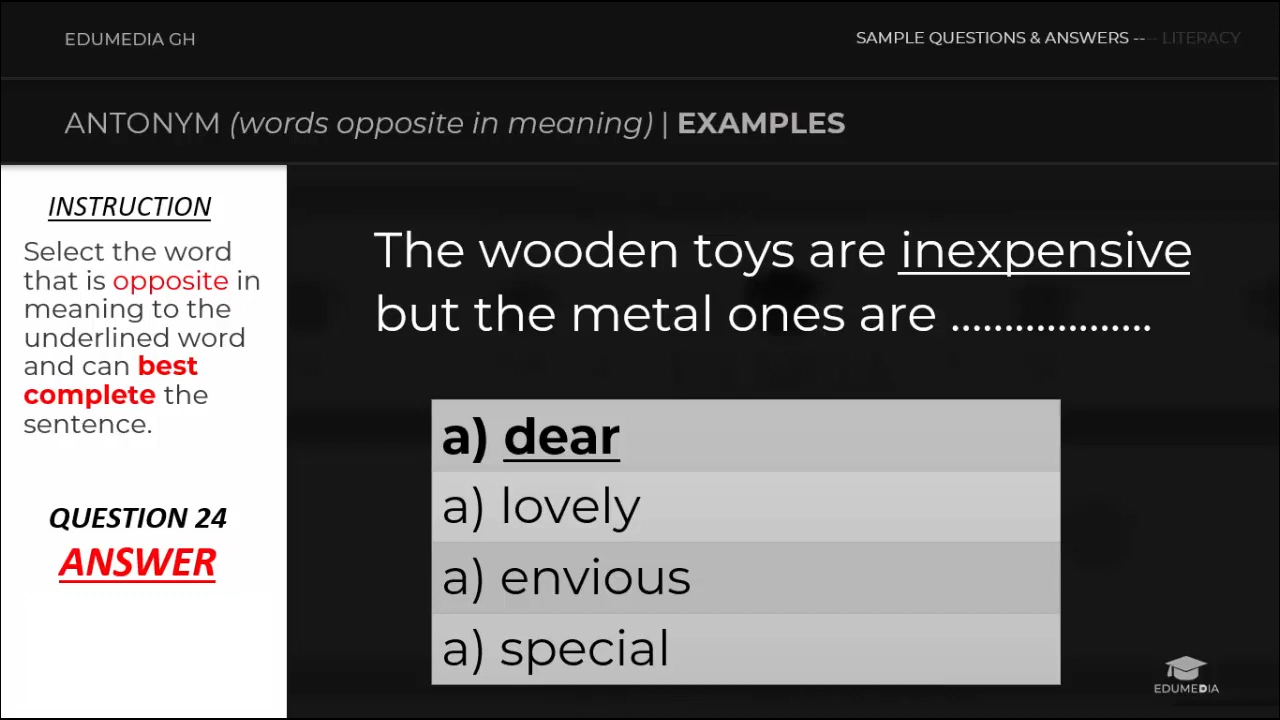 EDUMEDIA GH
SAMPLE QUESTIONS & ANSWERS ---- LITERACY
ANTONYM (words opposite in meaning) | EXAMPLES
INSTRUCTION
Select the word
that is opposite in
meaning to the
underlined word
and can best
complete the
sentence.
QUESTION 24
ANSWER
The wooden toys are inexpensive
but the metal ones are ...................
a) dear
a) lovely
a) envious
a) special
EDUMEDIA